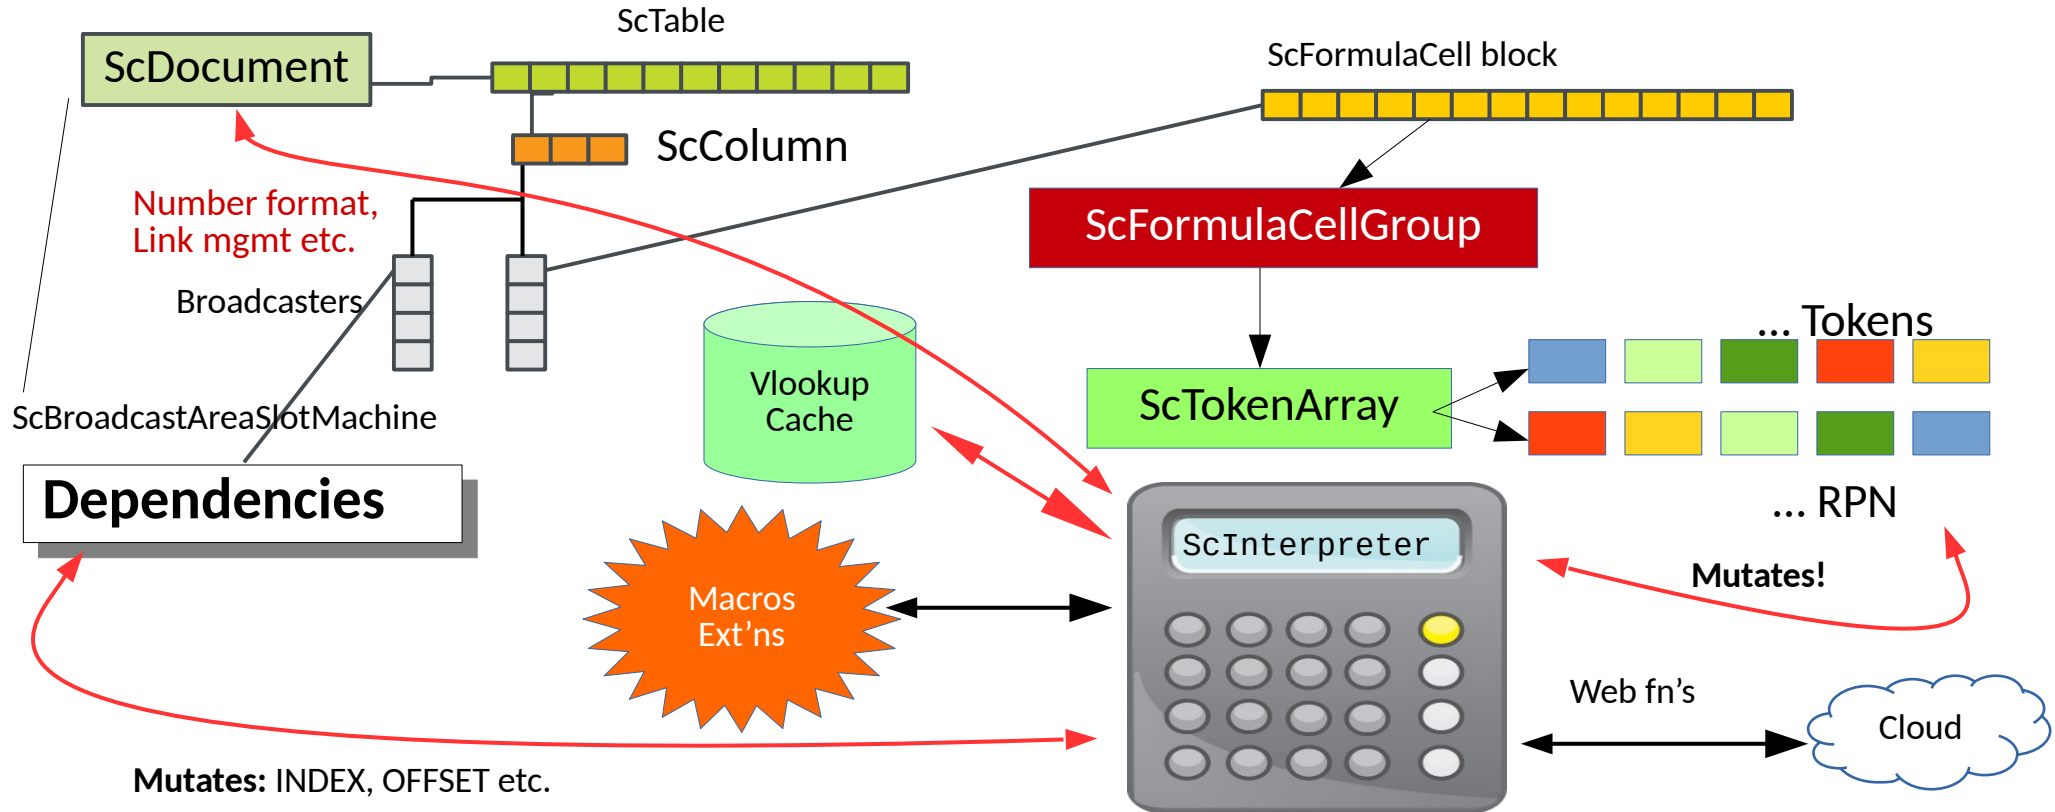 ScTable
ScDocument
ScFormulaCell block
ScColumn
Number format,
Link mgmt etc.
ScFormulaCellGroup
Broadcasters
... Tokens
Vlookup
Cache
ScTokenArray
ScBroadcastAreaSlotMachine
Dependencies
... RPN
ScInterpreter
Mutates!
Macros
Ext’ns
Web fn’s
Cloud
Mutates: INDEX, OFFSET etc.